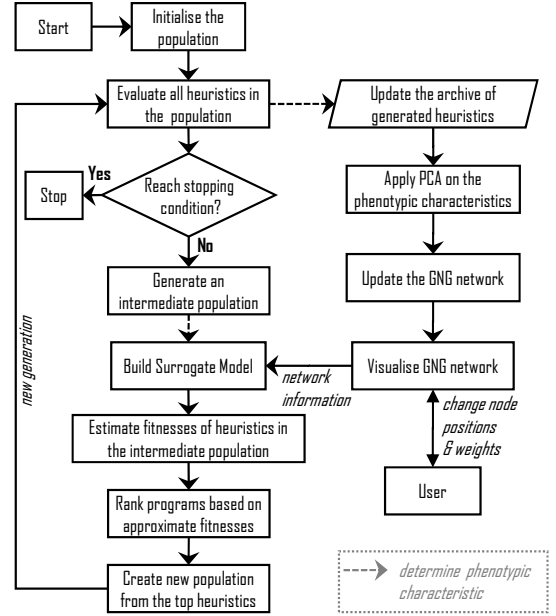 Start
Initialise the
population
Evaluate all heuristics in
the population
Update the archive of
generated heuristics
Yes
Stop
Reach stopping
condition?
Apply PCA on the
phenotypic characteristics
No
Generate an
intermediate population
Update the GNG network
new generation
Build Surrogate Model
network
information
Visualise GNG network
change node
positions
& weights
Estimate fitnesses of heuristics in
the intermediate population
User
Rank programs based on
approximate fitnesses
Create new population
from the top heuristics
determine phenotypic
characteristic